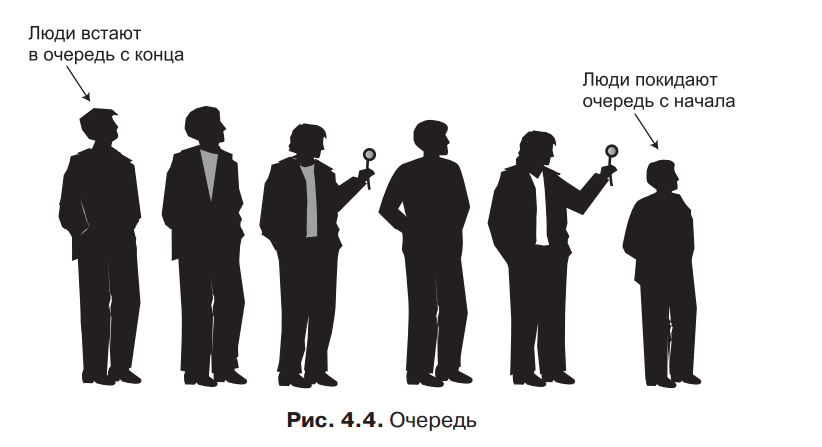 Люди встают
в очередь с конца
Люди покидают
очередь с начала
Рис. 4.4. Очередь